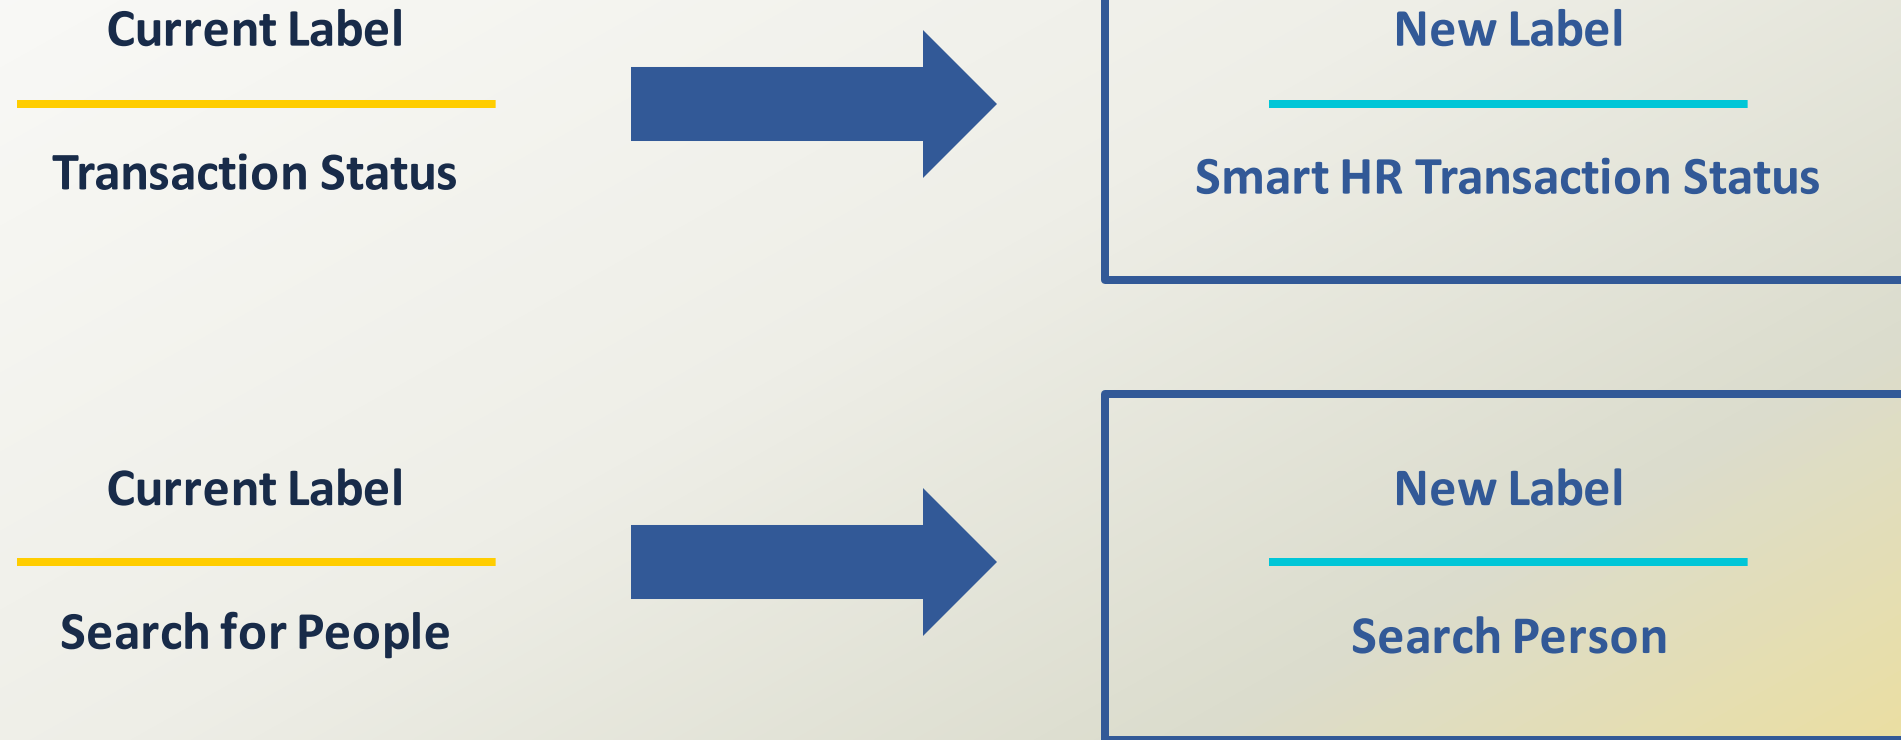 Current Label
New Label
Transaction Status
Smart HR Transaction Status
Current Label
New Label
Search for People
Search Person